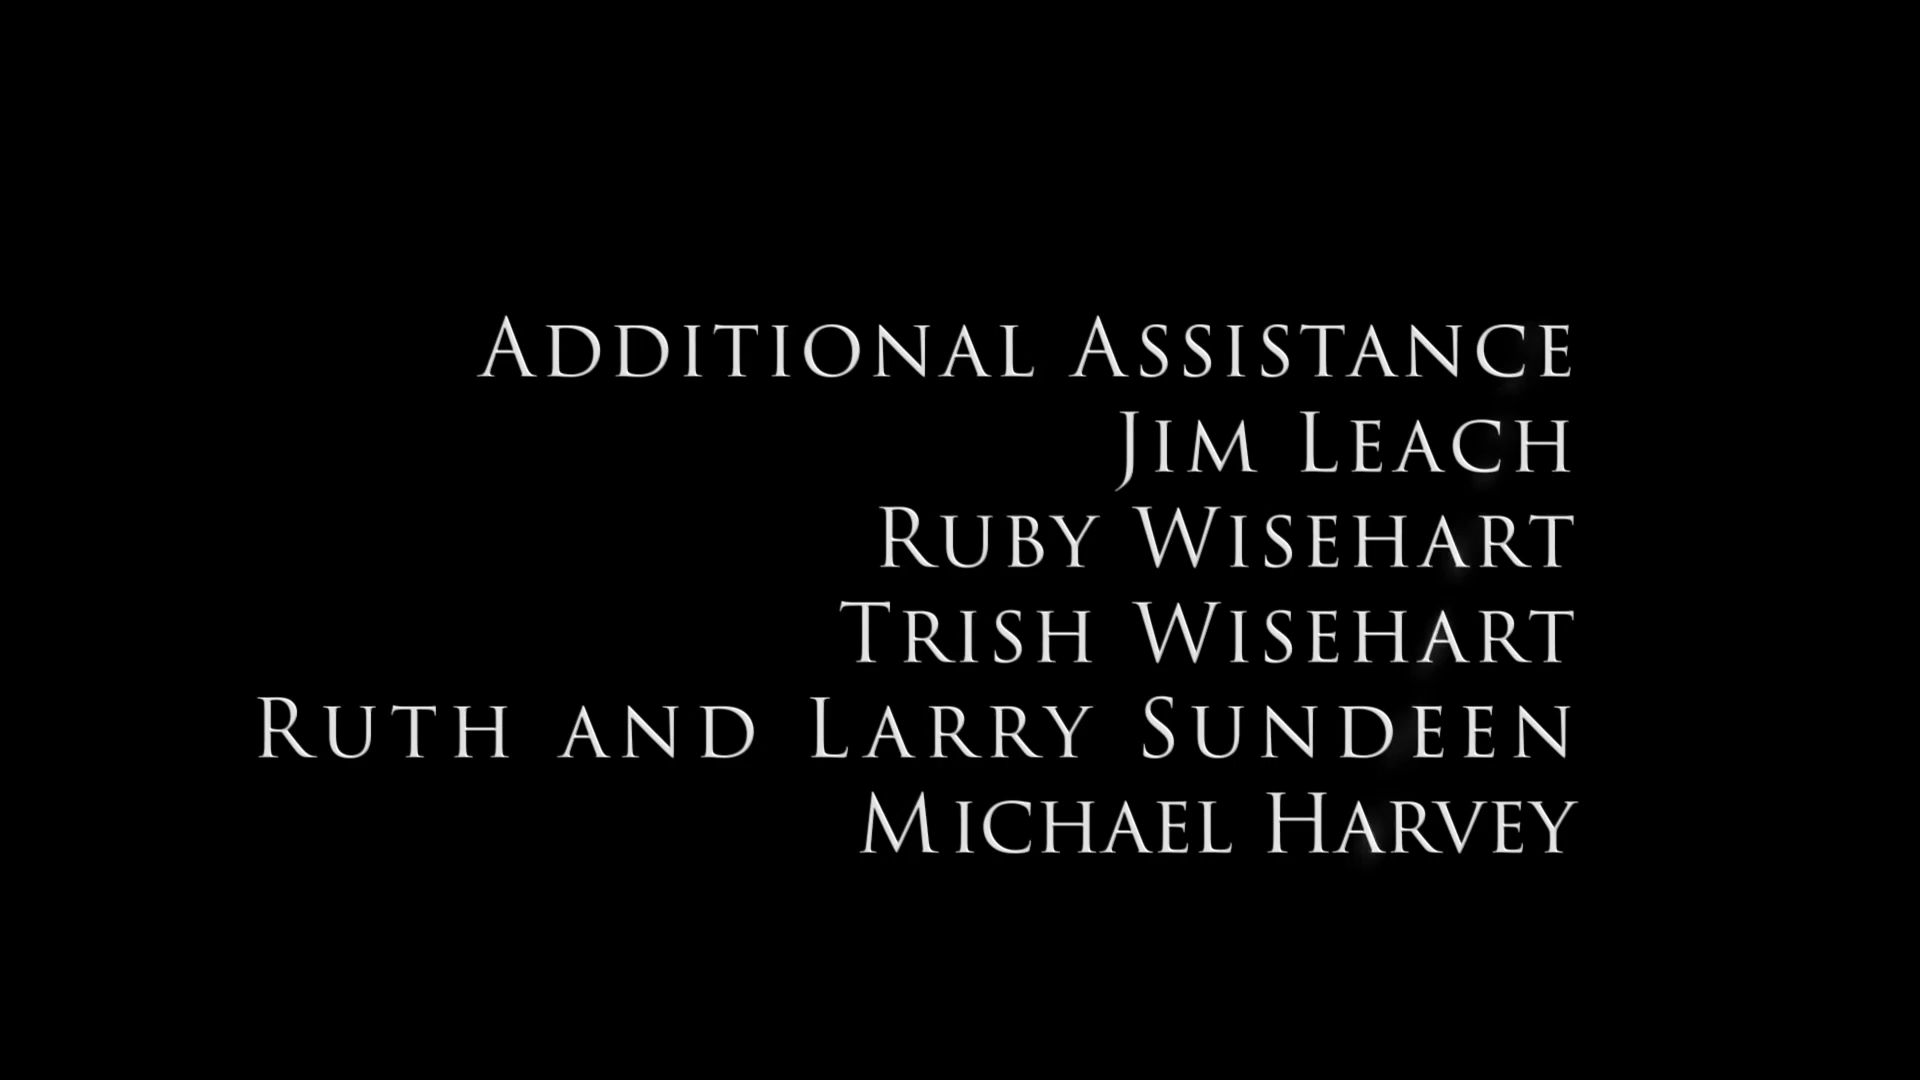 Additional Assistance
Jim Leach
Ruby Wisehart
Trish Wisehart
Ruth and Larry Sundeen
Michael Harvey